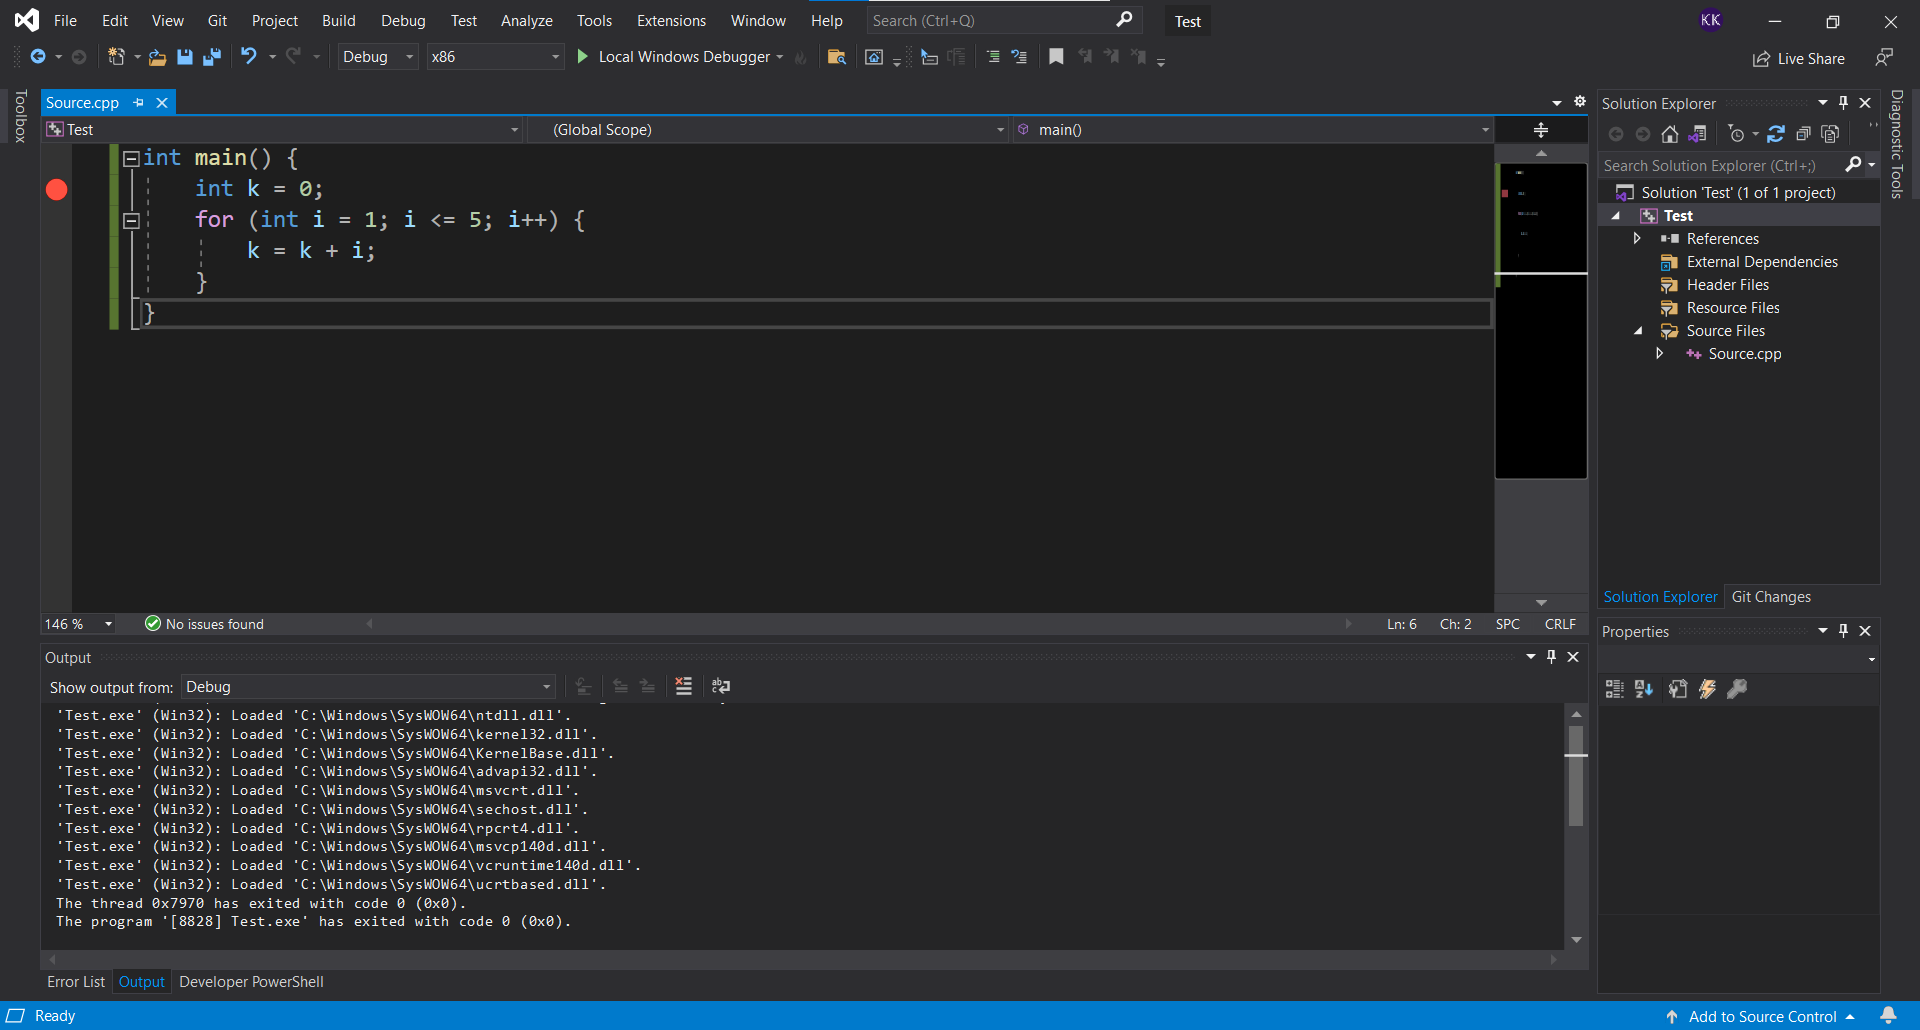 File Edit View Git Project Build Debug Test Analyze Tools Extensions Window Help Search (Ctrl+Q) Test KK
Debug x86 Local Windows Debugger Live Share
Toolbox
Source.cpp
Test (Global Scope) main()
int main() {
int k = 0;
for (int i = 1; i <= 5; i++) {
k = k + i;
}
}
146 % No issues found Ln: 6 Ch: 2 SPC CRLF
Output
Show output from: Debug
'Test.exe' (Win32): Loaded 'C:\Windows\SysWOW64\ntdll.dll'.
'Test.exe' (Win32): Loaded 'C:\Windows\SysWOW64\kernel32.dll'.
'Test.exe' (Win32): Loaded 'C:\Windows\SysWOW64\KernelBase.dll'.
'Test.exe' (Win32): Loaded 'C:\Windows\SysWOW64\advapi32.dll'.
'Test.exe' (Win32): Loaded 'C:\Windows\SysWOW64\msvcrt.dll'.
'Test.exe' (Win32): Loaded 'C:\Windows\SysWOW64\sechost.dll'.
'Test.exe' (Win32): Loaded 'C:\Windows\SysWOW64\rpcrt4.dll'.
'Test.exe' (Win32): Loaded 'C:\Windows\SysWOW64\msvcp140d.dll'.
'Test.exe' (Win32): Loaded 'C:\Windows\SysWOW64\vcruntime140d.dll'.
'Test.exe' (Win32): Loaded 'C:\Windows\SysWOW64\ucrtbased.dll'.
The thread 0x7970 has exited with code 0 (0x0).
The program '[8828] Test.exe' has exited with code 0 (0x0).
Error List Output Developer PowerShell
Solution Explorer
Search Solution Explorer (Ctrl+;)
Solution 'Test' (1 of 1 project)
Test
References
External Dependencies
Header Files
Resource Files
Source Files
Source.cpp
Solution Explorer Git Changes
Properties
Diagnostic Tools
Ready Add to Source Control